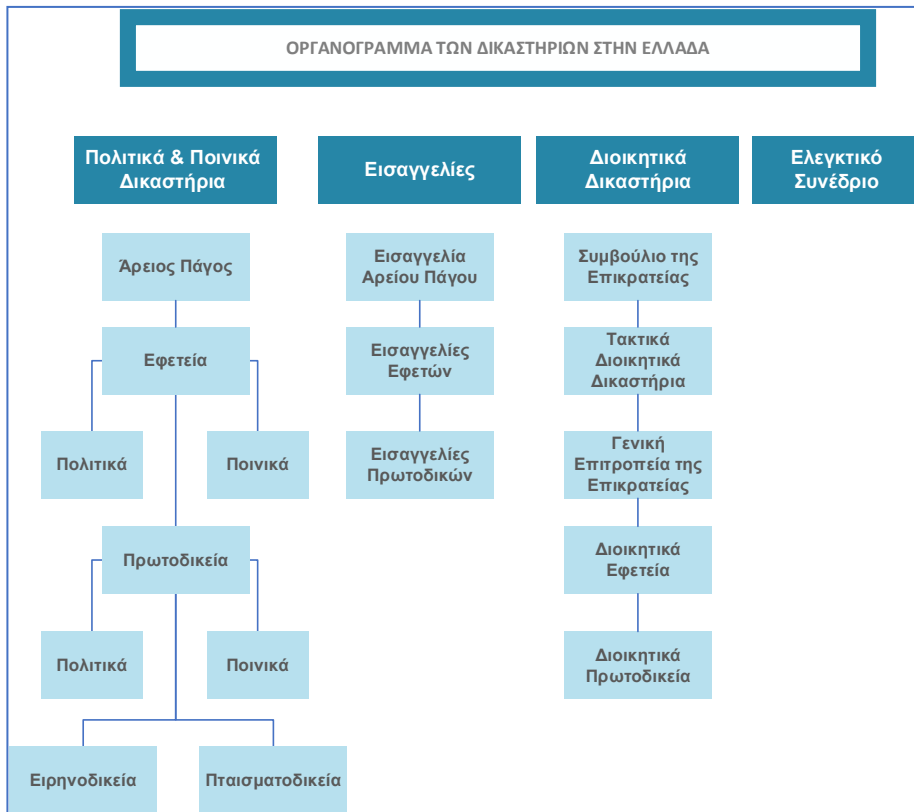 ΟΡΓΑΝΟΓΡΑΜΜΑ ΤΩΝ ΔΙΚΑΣΤΗΡΙΩΝ ΣΤΗΝ ΕΛΛΑΔΑ
Πολιτικά & Ποινικά
Δικαστήρια
Άρειος Πάγος
Εφετεία
Πολιτικά
Ποινικά
Πρωτοδικεία
Πολιτικά
Ποινικά
Ειρηνοδικεία
Πταισματοδικεία
Εισαγγελίες
Εισαγγελία
Αρείου Πάγου
Εισαγγελίες
Εφετών
Εισαγγελίες
Πρωτοδικών
Διοικητικά
Δικαστήρια
Συμβούλιο της
Επικρατείας
Τακτικά
Διοικητικά
Δικαστήρια
Γενική
Επιτροπεία της
Επικρατείας
Διοικητικά
Εφετεία
Διοικητικά
Πρωτοδικεία
Ελεγκτικό
Συνέδριο